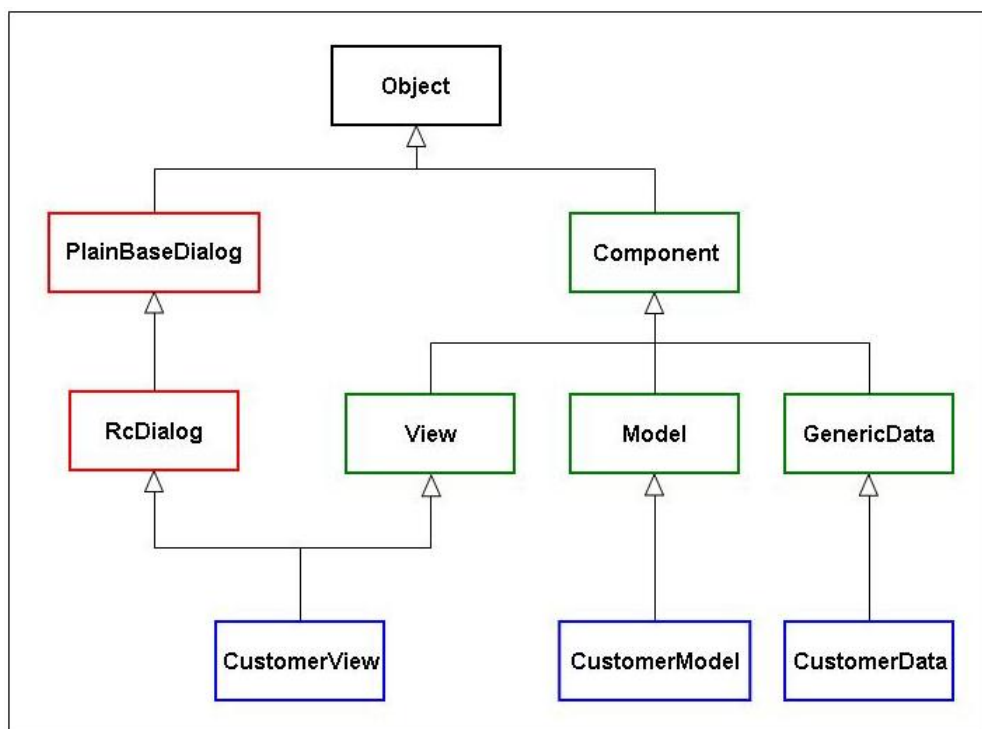 Object
PlainBaseDialog
Component
RcDialog
View
Model
GenericData
CustomerView
CustomerModel
CustomerData